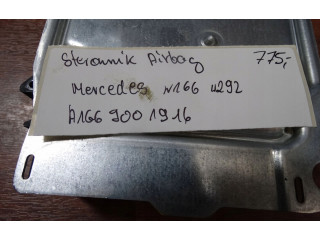 Sterownik Airbag 775,-
Mercedes W166 W292
A166 900 19 16